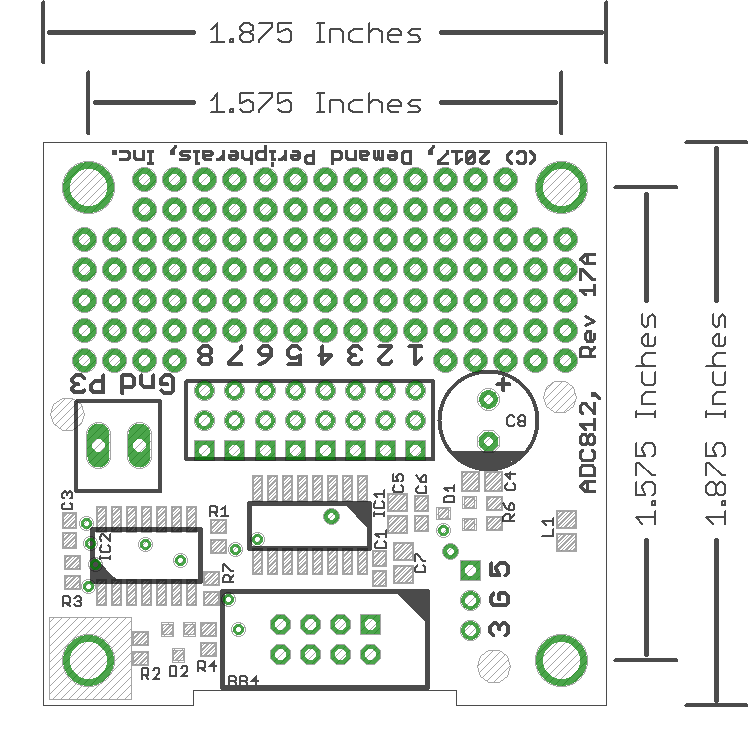 1.875 Inches
1.575 Inches
(C) 2017, Demand Peripherals, Inc.
ADC812, Rev 17A
1.575 Inches
1.875 Inches
8 7 6 5 4 3 2 1
Gnd P3
+
C8
C3
R1
IC1
C5
C6
D1
C4
R6
L1
IC2
C1
C7
R7
R3
5
G
3
R2
D2
R4
RR4